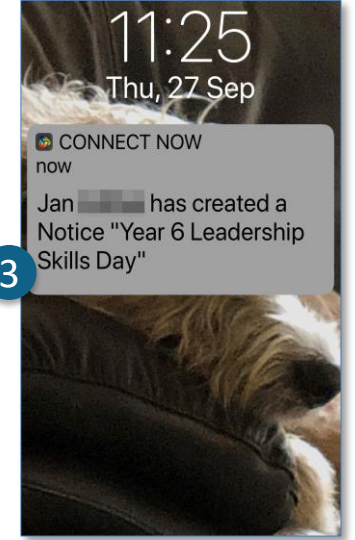 11:25
Thu, 27 Sep
CONNECT NOW
now
Jan has created a
Notice "Year 6 Leadership
3
Skills Day"